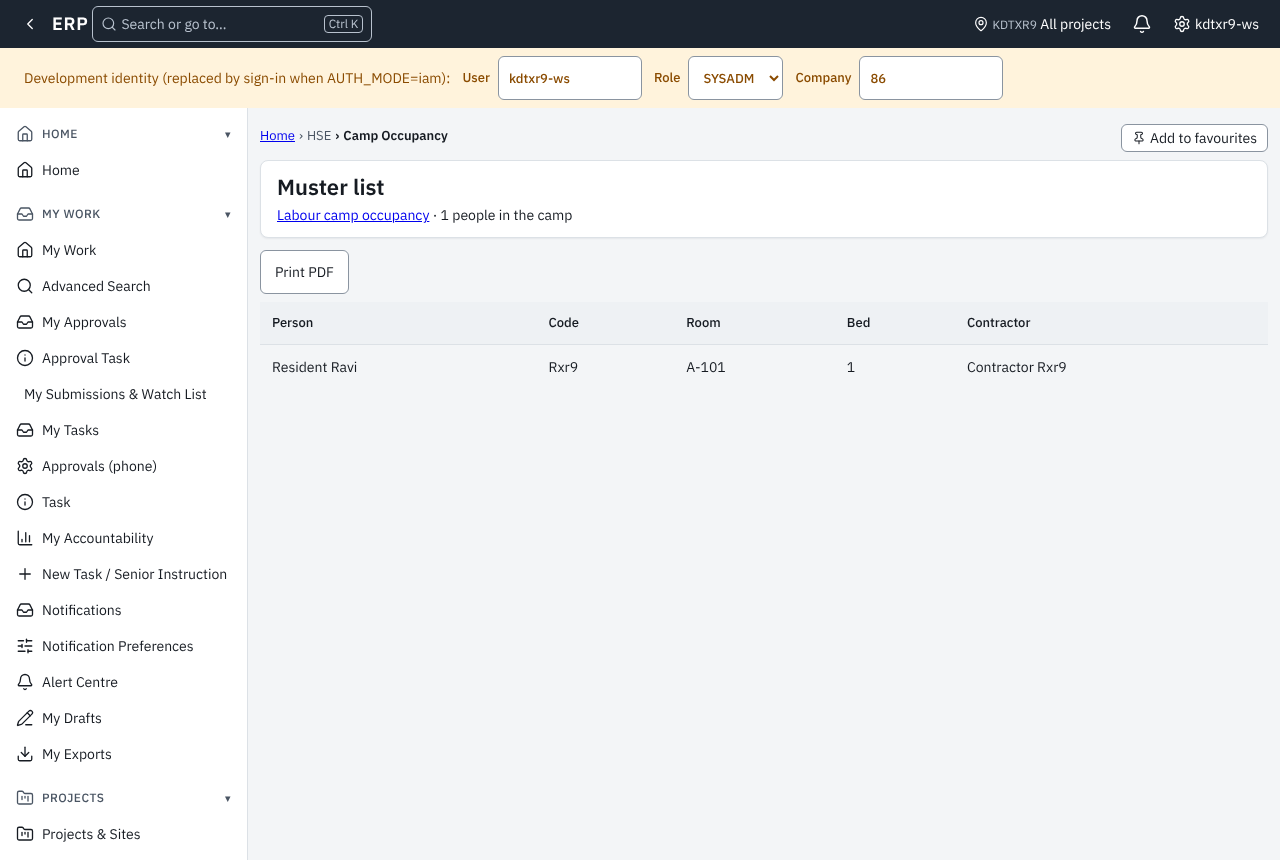 ERP Search or go to... Ctrl K KDTXR9 All projects kdtxr9-ws
Development identity (replaced by sign-in when AUTH_MODE=iam): User kdtxr9-ws Role SYSADM Company 86
HOME
Home
MY WORK
My Work
Advanced Search
My Approvals
Approval Task
My Submissions & Watch List
My Tasks
Approvals (phone)
Task
My Accountability
New Task / Senior Instruction
Notifications
Notification Preferences
Alert Centre
My Drafts
My Exports
PROJECTS
Projects & Sites
Home › HSE › Camp Occupancy
Add to favourites
Muster list
Labour camp occupancy · 1 people in the camp
Print PDF
Person Code Room Bed Contractor
Resident Ravi Rxr9 A-101 1 Contractor Rxr9